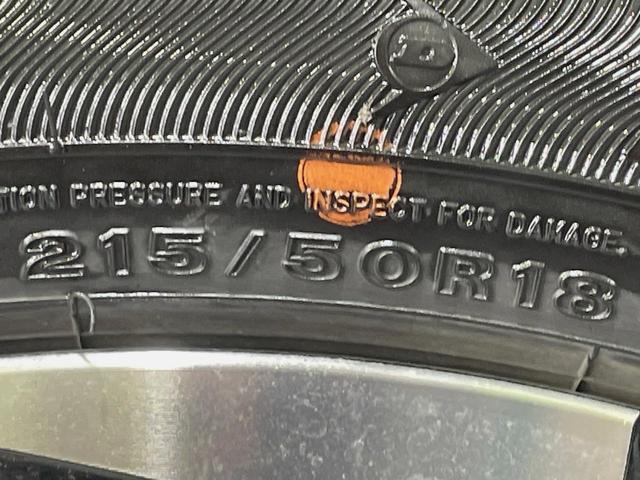 TION PRESSURE AND INSPECT FOR DAMAGE.
215/50R18